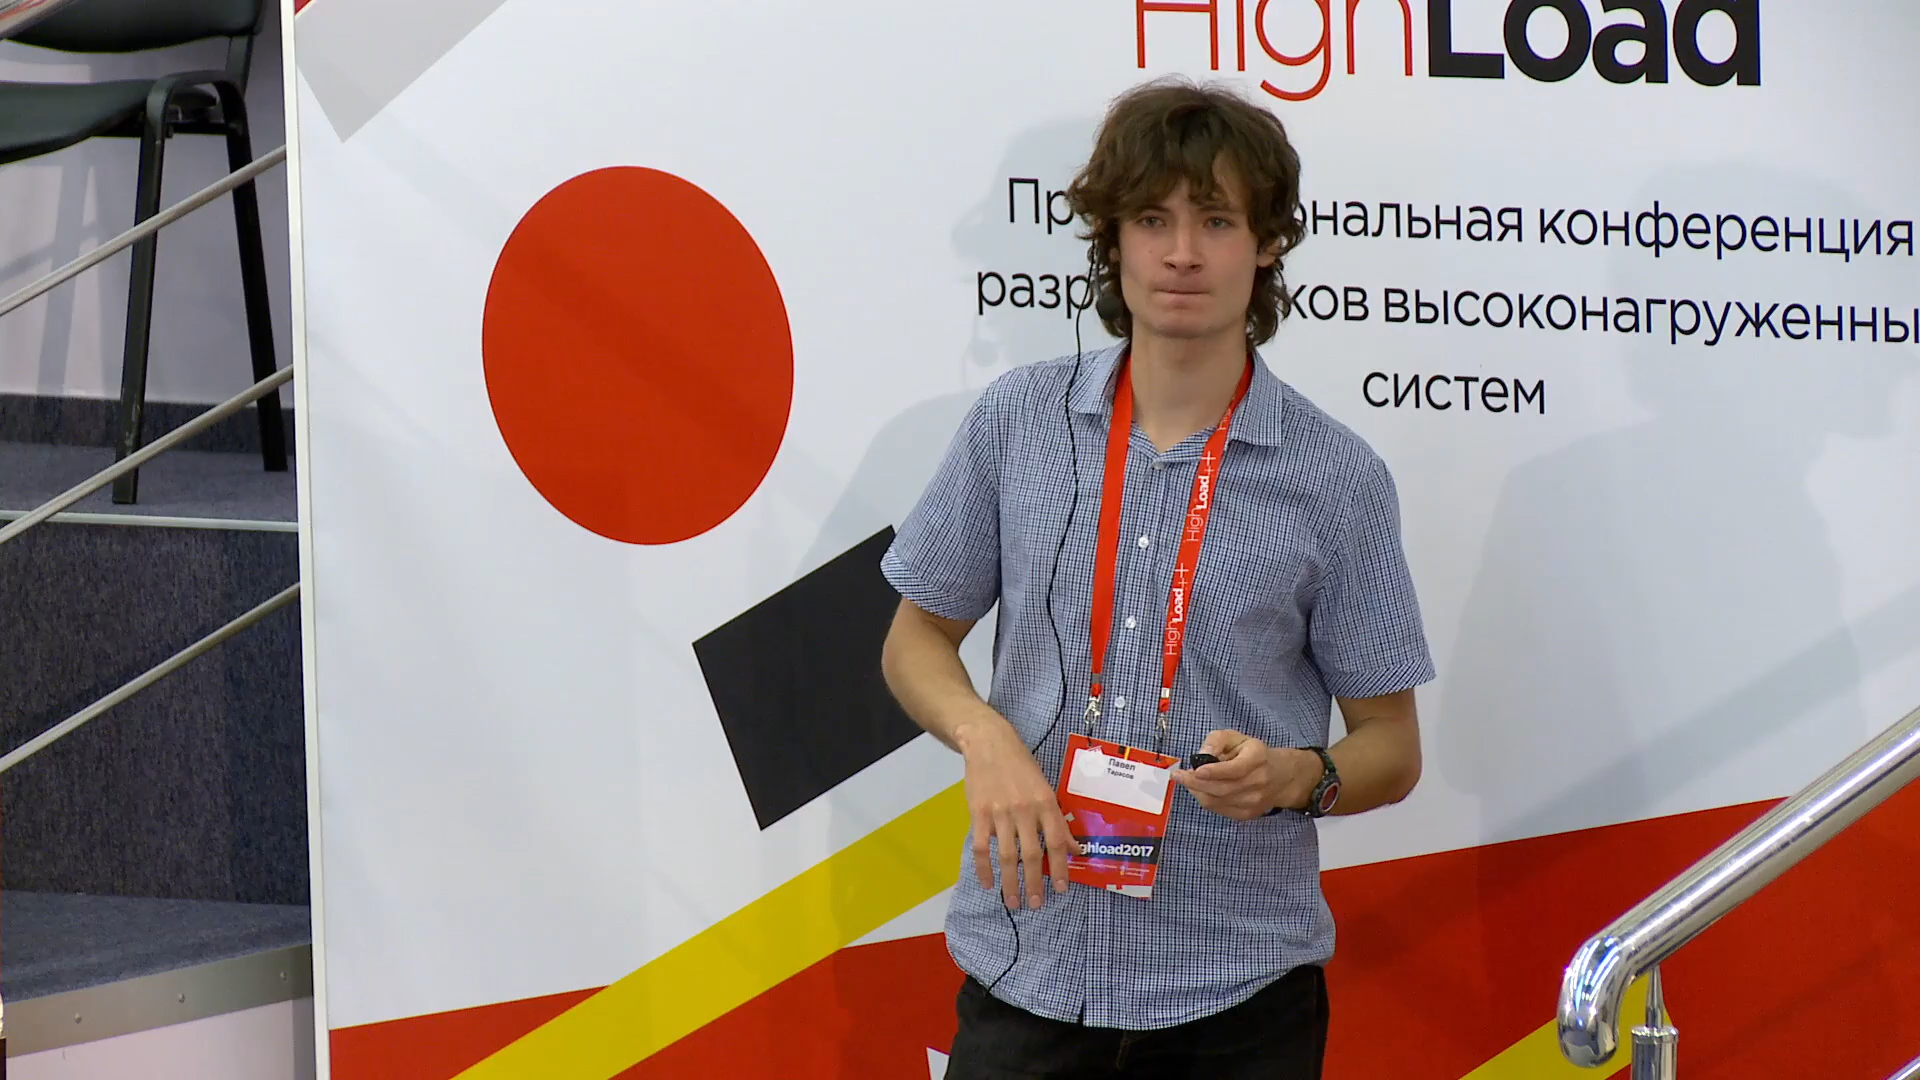 HighLoad
Пр ональная конференция
разр ков высоконагруженны
систем
HighLoad++
HighLoad++
Павел
Тарасов
ghload2017